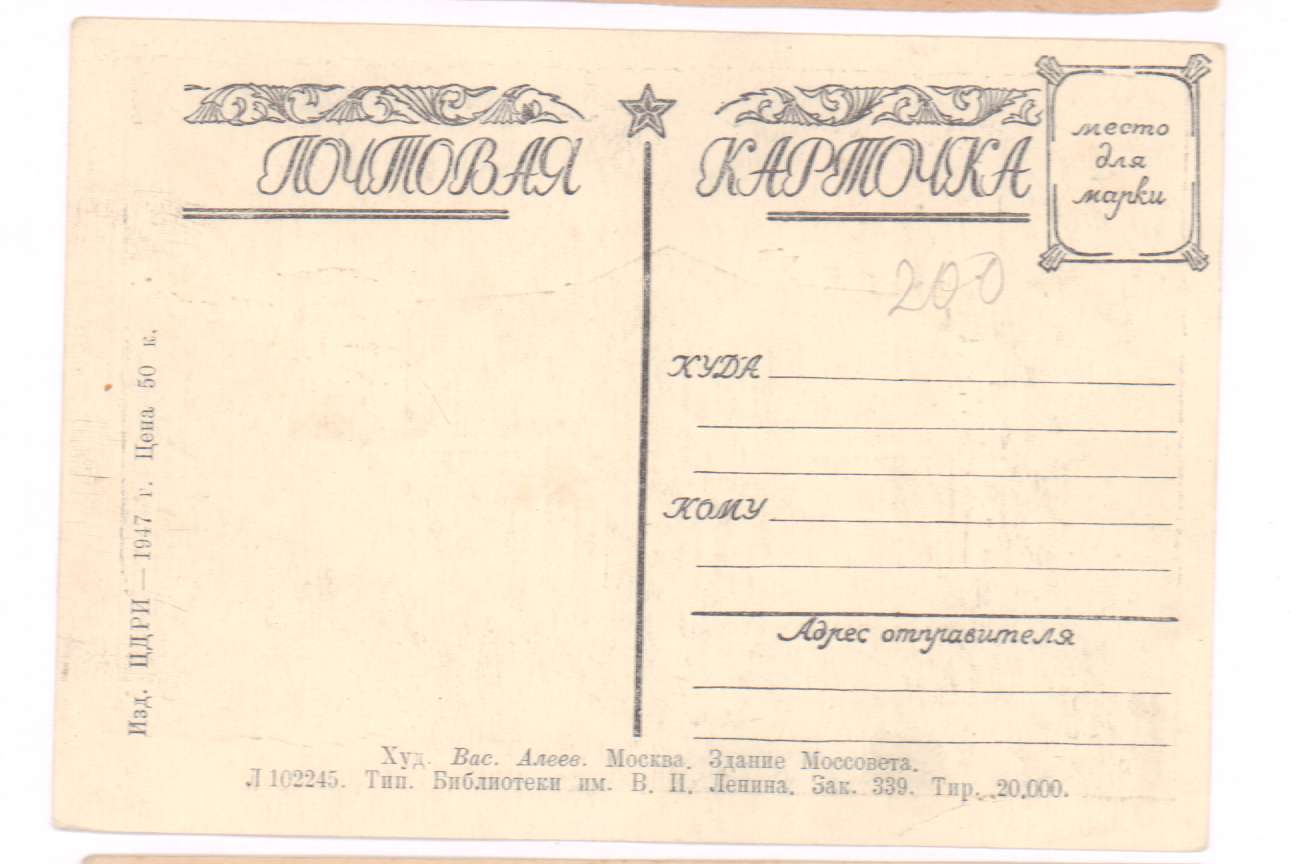 ПОЧТОВАЯ КАРТОЧКА
место
для
марки
200
КУДА
КОМУ
Адрес отправителя
Изд. ЦДРИ — 1947 г. Цена 50 к.
Худ. Вас. Алеев. Москва. Здание Моссовета.
Л 102245. Тип. Библиотеки им. В. И. Ленина. Зак. 339. Тир. 20,000.